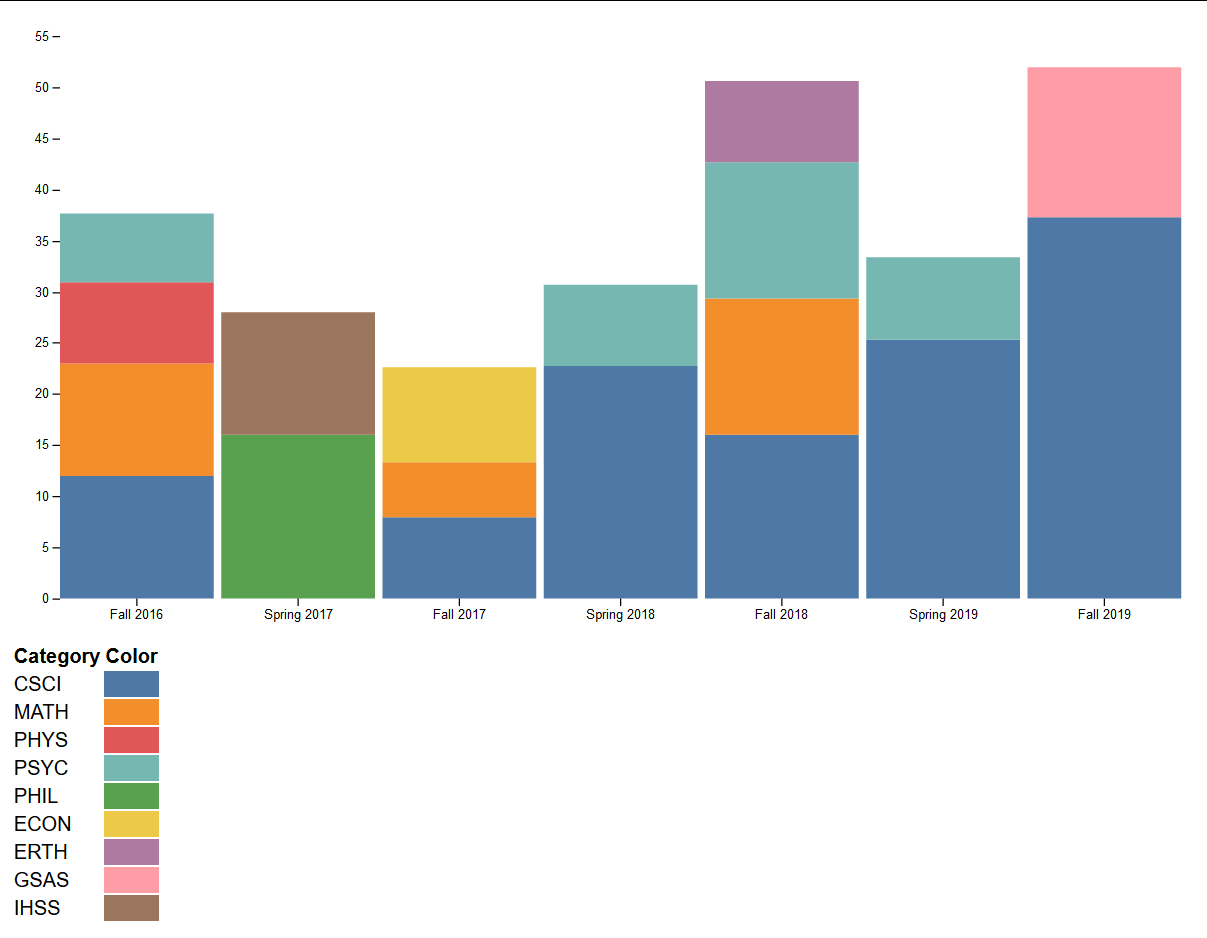 55
50
45
40
35
30
25
20
15
10
5
0
Fall 2016 Spring 2017 Fall 2017 Spring 2018 Fall 2018 Spring 2019 Fall 2019
Category Color
CSCI
MATH
PHYS
PSYC
PHIL
ECON
ERTH
GSAS
IHSS